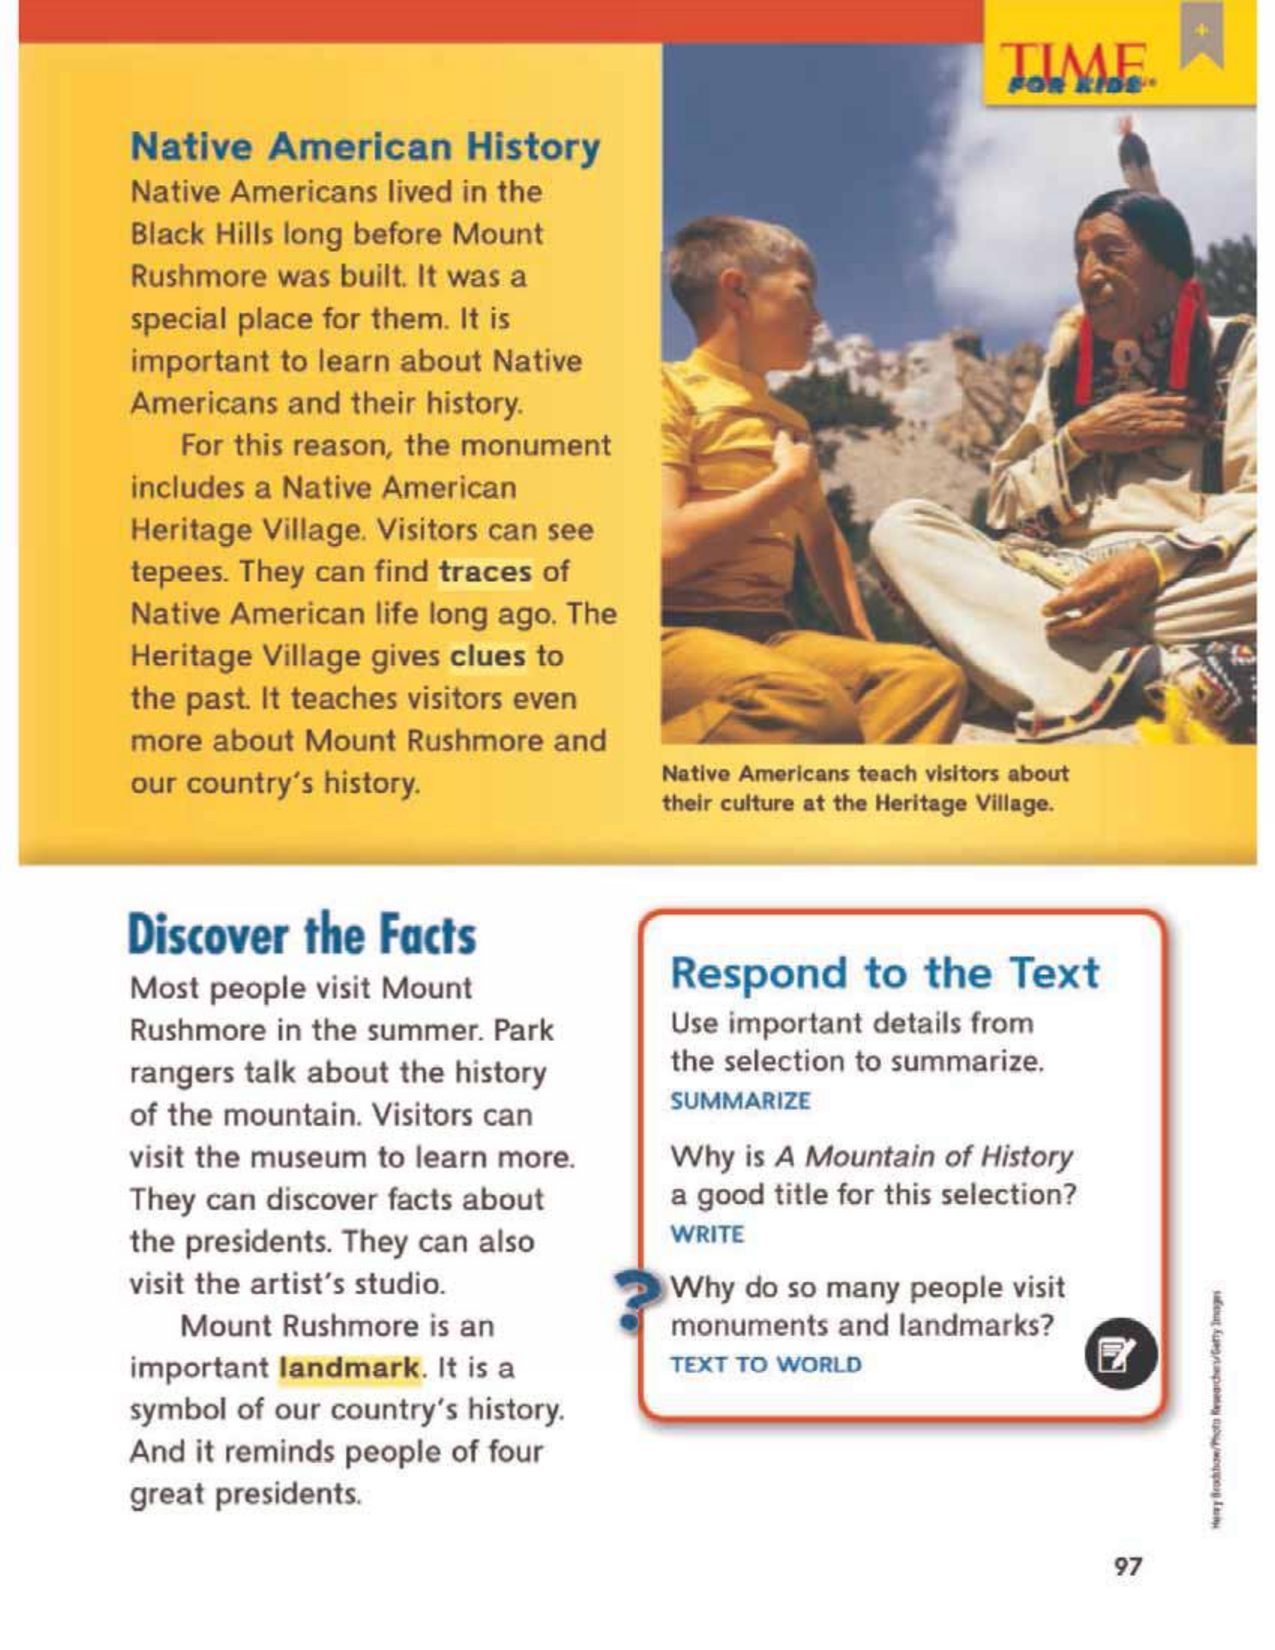 TIME
FOR KIDS
Native American History
Native Americans lived in the
Black Hills long before Mount
Rushmore was built. It was a
special place for them. It is
important to learn about Native
Americans and their history.
For this reason, the monument
includes a Native American
Heritage Village. Visitors can see
tepees. They can find traces of
Native American life long ago. The
Heritage Village gives clues to
the past. It teaches visitors even
more about Mount Rushmore and
our country's history.
Native Americans teach visitors about
their culture at the Heritage Village.
Discover the Facts
Most people visit Mount
Rushmore in the summer. Park
rangers talk about the history
of the mountain. Visitors can
visit the museum to learn more.
They can discover facts about
the presidents. They can also
visit the artist's studio.
Mount Rushmore is an
important landmark. It is a
symbol of our country's history.
And it reminds people of four
great presidents.
Respond to the Text
Use important details from
the selection to summarize.
SUMMARIZE
Why is A Mountain of History
a good title for this selection?
WRITE
? Why do so many people visit
monuments and landmarks?
TEXT TO WORLD
Henry Bradshaw/Photo Researchers/Getty Images
97